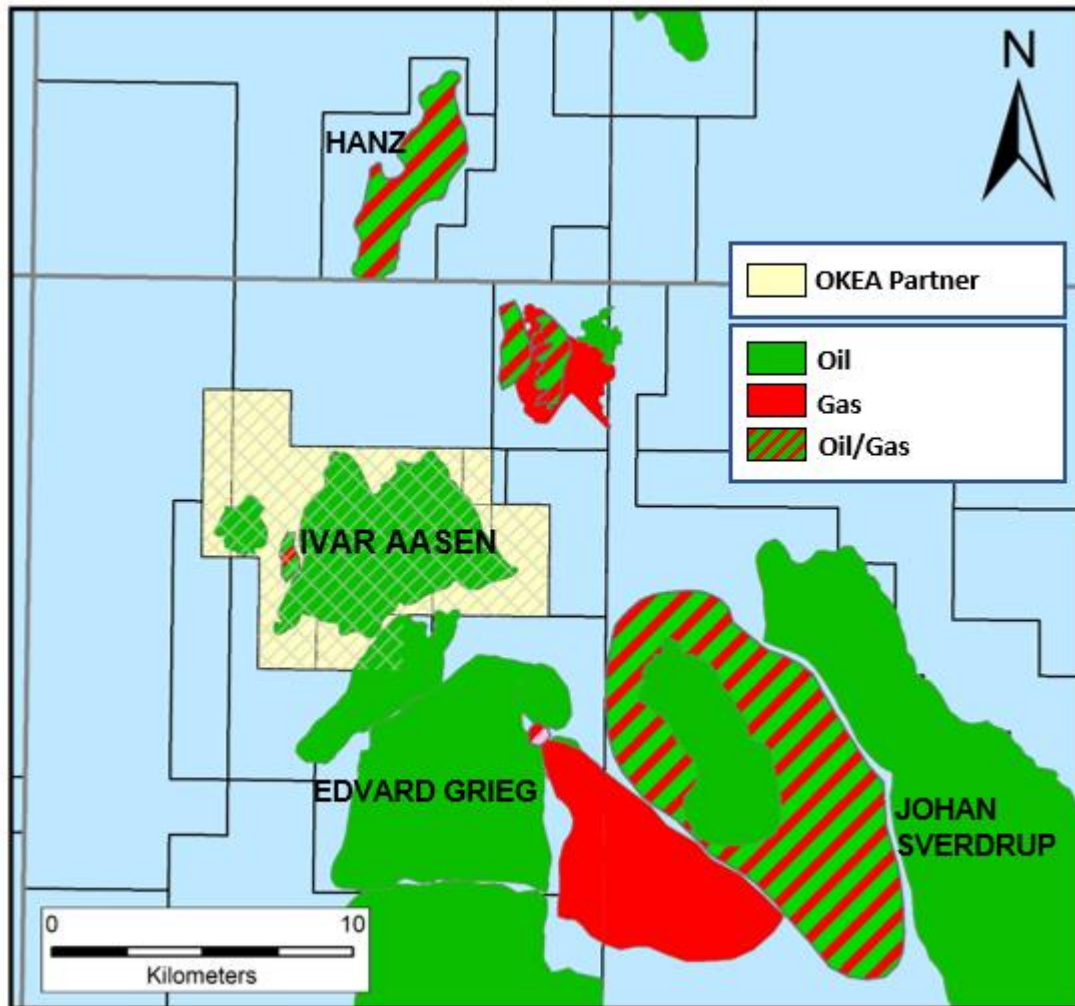 N
HANZ
OKEA Partner
Oil
Gas
Oil/Gas
IVAR AASEN
EDVARD GRIEG
JOHAN
SVERDRUP
0 10
Kilometers